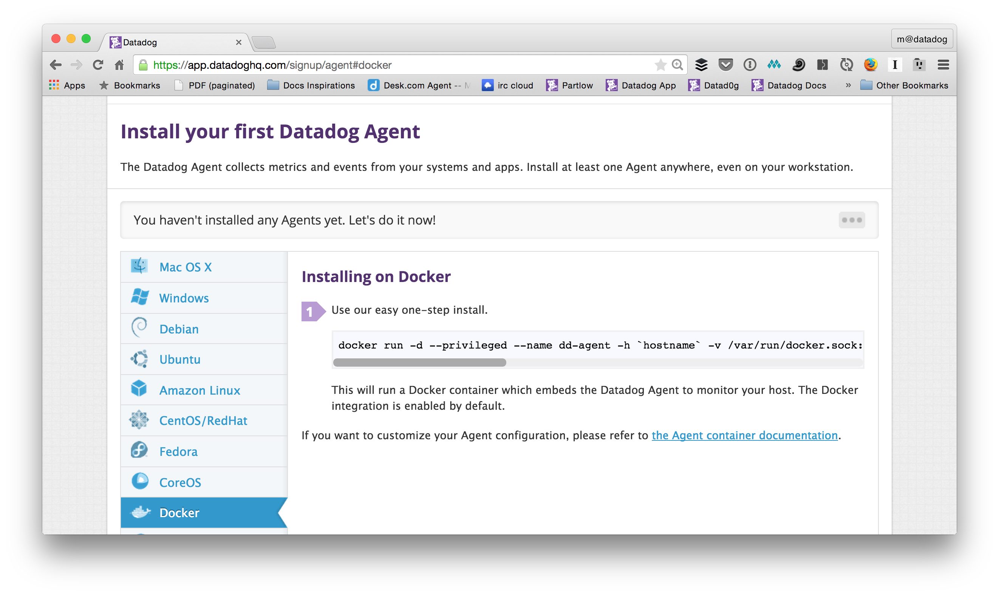 Datadog
m@datadog
https://app.datadoghq.com/signup/agent#docker
Apps
Bookmarks
PDF (paginated)
Docs Inspirations
Desk.com Agent -- M
irc cloud
Partlow
Datadog App
Datad0g
Datadog Docs
»
Other Bookmarks
Install your first Datadog Agent
The Datadog Agent collects metrics and events from your systems and apps. Install at least one Agent anywhere, even on your workstation.
You haven't installed any Agents yet. Let's do it now!
Mac OS X
Windows
Debian
Ubuntu
Amazon Linux
CentOS/RedHat
Fedora
CoreOS
Docker
Installing on Docker
1 Use our easy one-step install.
docker run -d --privileged --name dd-agent -h `hostname` -v /var/run/docker.sock:
This will run a Docker container which embeds the Datadog Agent to monitor your host. The Docker
integration is enabled by default.
If you want to customize your Agent configuration, please refer to the Agent container documentation.